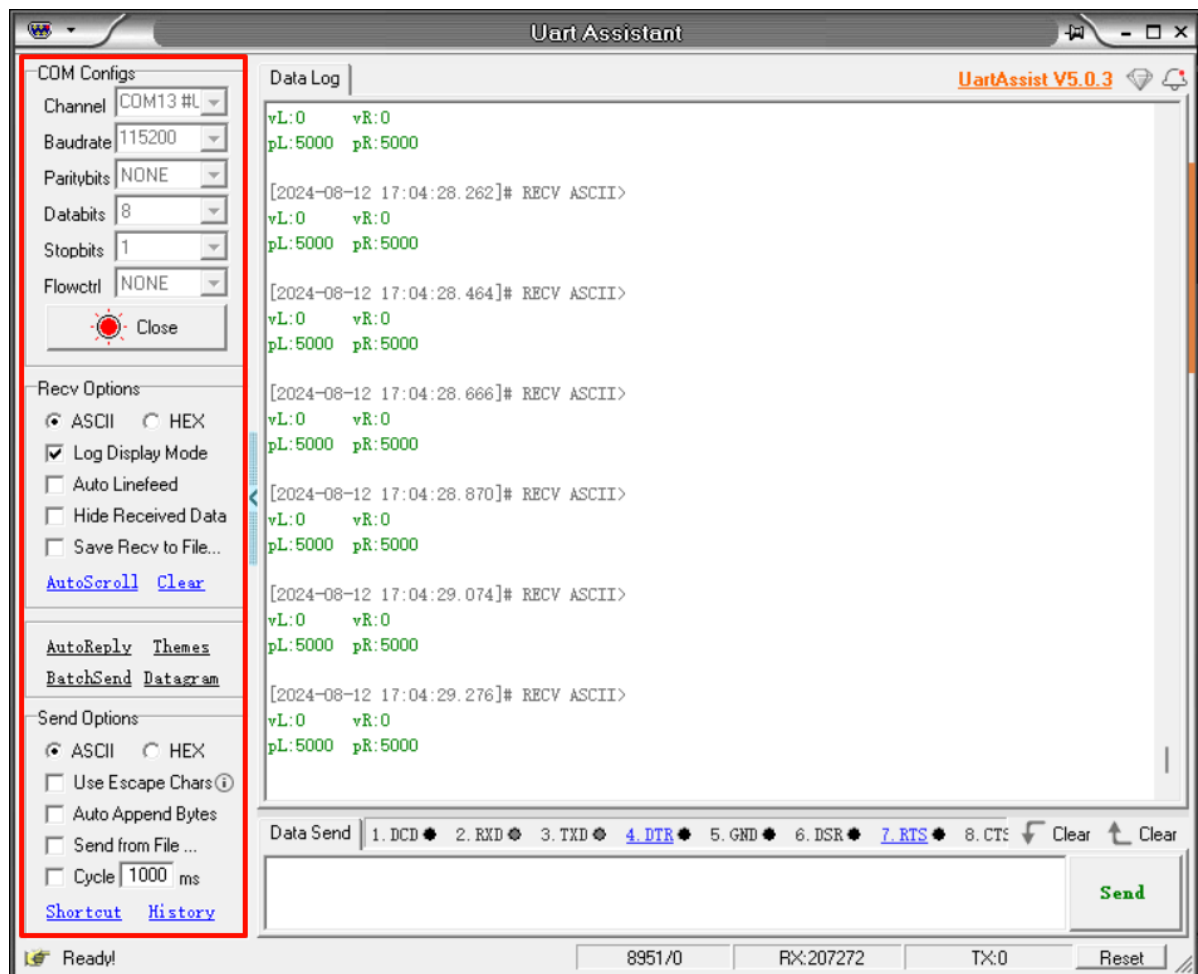 Uart Assistant
COM Configs
Channel COM13 #L
Baudrate 115200
Paritybits NONE
Databits 8
Stopbits 1
Flowctrl NONE
Close
Recv Options
ASCII HEX
Log Display Mode
Auto Linefeed
Hide Received Data
Save Recv to File...
AutoScroll Clear
AutoReply Themes
BatchSend Datagram
Send Options
ASCII HEX
Use Escape Chars
Auto Append Bytes
Send from File ...
Cycle 1000 ms
Shortcut History
Data Log
UartAssist V5.0.3
vL:0 vR:0
pL:5000 pR:5000
[2024-08-12 17:04:28.262]# RECV ASCII>
vL:0 vR:0
pL:5000 pR:5000
[2024-08-12 17:04:28.464]# RECV ASCII>
vL:0 vR:0
pL:5000 pR:5000
[2024-08-12 17:04:28.666]# RECV ASCII>
vL:0 vR:0
pL:5000 pR:5000
[2024-08-12 17:04:28.870]# RECV ASCII>
vL:0 vR:0
pL:5000 pR:5000
[2024-08-12 17:04:29.074]# RECV ASCII>
vL:0 vR:0
pL:5000 pR:5000
[2024-08-12 17:04:29.276]# RECV ASCII>
vL:0 vR:0
pL:5000 pR:5000
Data Send 1. DCD 2. RXD 3. TXD 4. DTR 5. GND 6. DSR 7. RTS 8. CTS Clear Clear
Send
Ready! 8951/0 RX:207272 TX:0 Reset